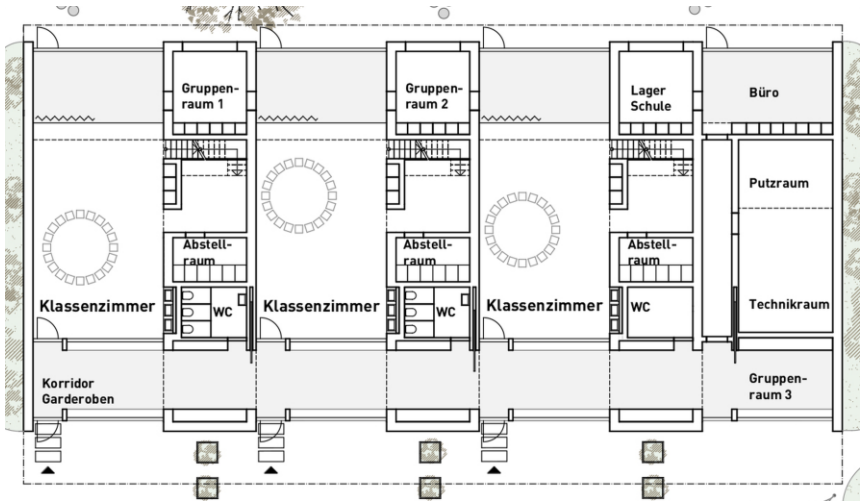 Gruppen-
raum 1
Gruppen-
raum 2
Lager
Schule
Büro
Putzraum
Abstell-
raum
Abstell-
raum
Abstell-
raum
Klassenzimmer
WC
Klassenzimmer
WC
Klassenzimmer
WC
Technikraum
Korridor
Garderoben
Gruppen-
raum 3